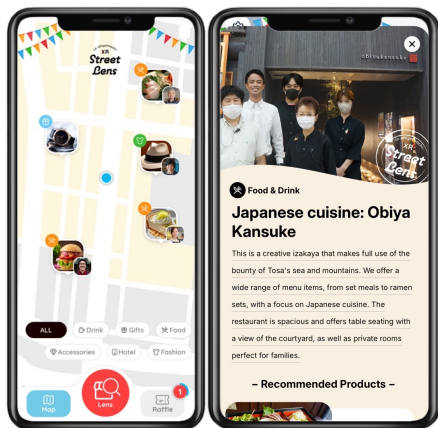 XR
Street
Lens
ALL
Drink
Gifts
Food
Accessories
Hotel
Fashion
Map
Lens
Raffle
1
obiyakansuke
XR
Street
Lens
Food & Drink
Japanese cuisine: Obiya
Kansuke
This is a creative izakaya that makes full use of the
bounty of Tosa's sea and mountains. We offer a
wide range of menu items, from set meals to ramen
sets, with a focus on Japanese cuisine. The
restaurant is spacious and offers table seating with
a view of the courtyard, as well as private rooms
perfect for families.
– Recommended Products –